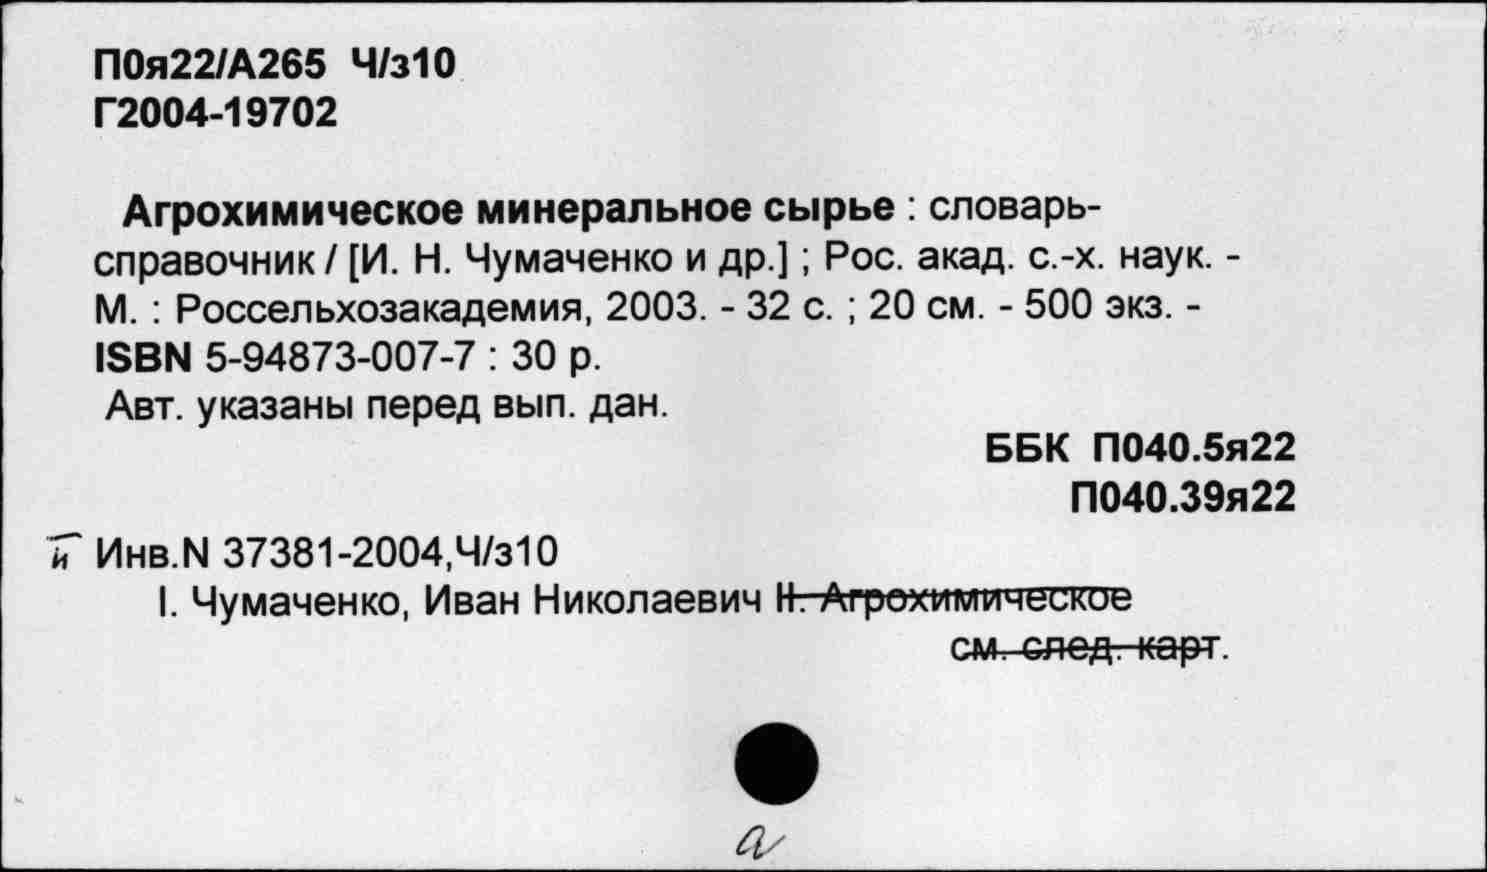 П0я22/А265 Ч/з10
Г2004-19702
Агрохимическое минеральное сырье : словарь-
справочник / [И. Н. Чумаченко и др.] ; Рос. акад. с.-х. наук. -
М. : Россельхозакадемия, 2003. - 32 с. ; 20 см. - 500 экз. -
ISBN 5-94873-007-7 : 30 р.
Авт. указаны перед вып. дан.
ББК П040.5я22
П040.39я22
Инв.N 37381-2004,Ч/з10
I. Чумаченко, Иван Николаевич II. Агрохимическое
см. след. карт.
а